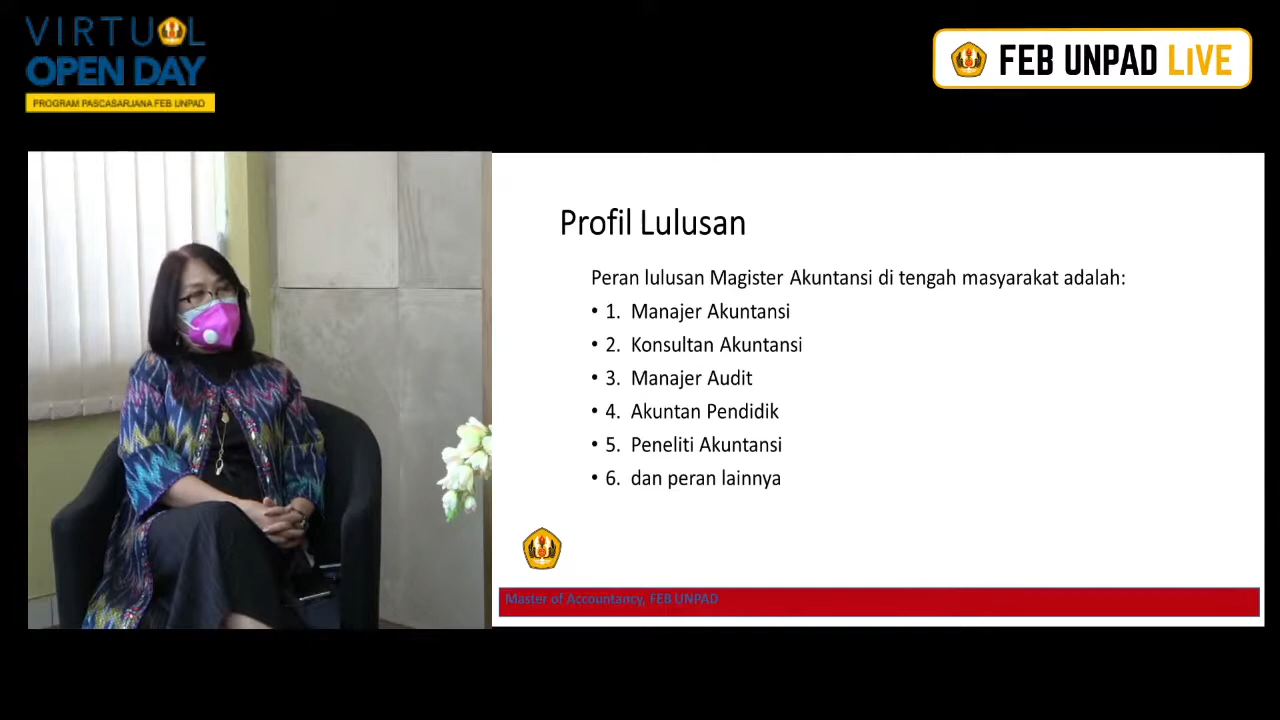 VIRTUAL
OPEN DAY
PROGRAM PASCASARJANA FEB UNPAD
FEB UNPAD LIVE
Profil Lulusan
Peran lulusan Magister Akuntansi di tengah masyarakat adalah:
• 1. Manajer Akuntansi
• 2. Konsultan Akuntansi
• 3. Manajer Audit
• 4. Akuntan Pendidik
• 5. Peneliti Akuntansi
• 6. dan peran lainnya
Master of Accountancy, FEB UNPAD